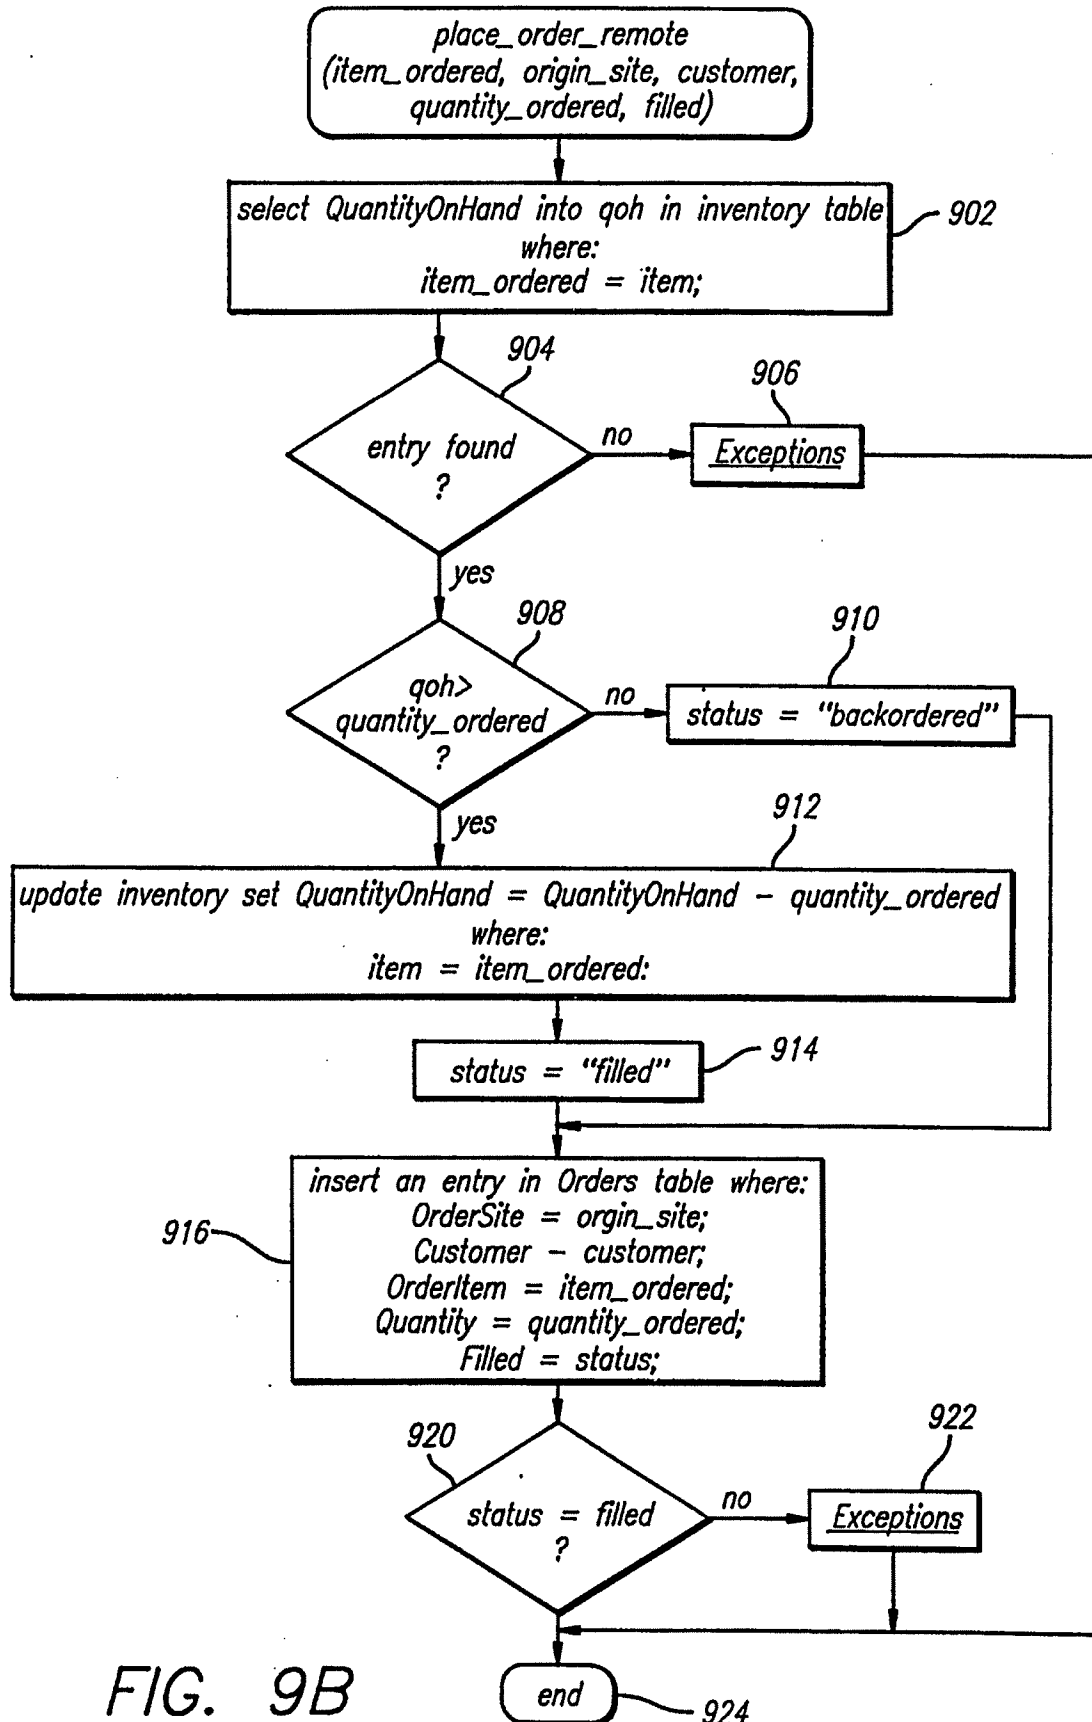 place_order_remote
(item_ordered, origin_site, customer,
quantity_ordered, filled)
select QuantityOnHand into qoh in inventory table
where:
item_ordered = item;
902
904
entry found
?
no
906
Exceptions
yes
908
qoh>
quantity_ordered
?
no
910
status = “backordered”
yes
912
update inventory set QuantityOnHand = QuantityOnHand - quantity_ordered
where:
item = item_ordered:
status = “filled”
914
insert an entry in Orders table where:
OrderSite = orgin_site;
Customer - customer;
OrderItem = item_ordered;
Quantity = quantity_ordered;
Filled = status;
916
920
status = filled
?
no
922
Exceptions
end
924
FIG. 9B